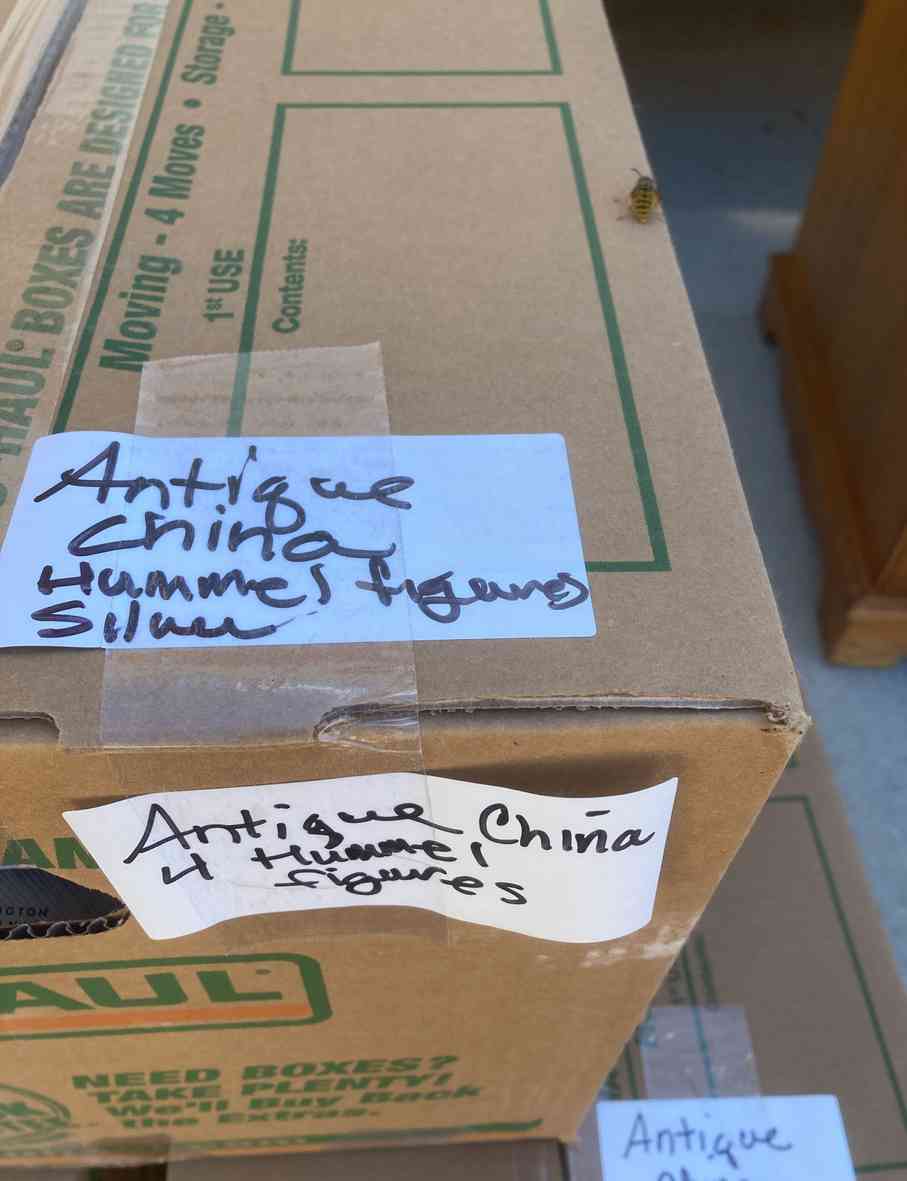 HAUL® BOXES ARE DESIGNED FOR
Moving - 4 Moves • Storage -
1st USE
Contents:
Antique
China
Hummel figures
Silver
Antique China
4 Hummel
figures
AUL®
NEED BOXES?
TAKE PLENTY!
We'll Buy Back
the Extras.
Antique